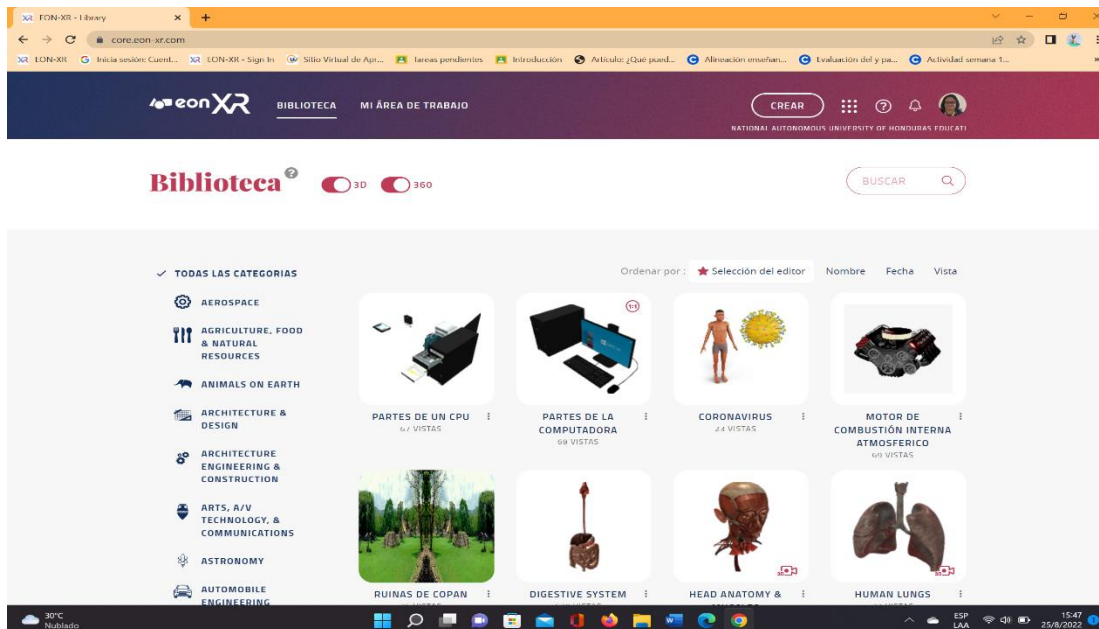 EON-XR - Library
core.eon-xr.com
EON-XR
Inicia sesión: Cuent...
EON-XR - Sign In
Sitio Virtual de Apr...
Tareas pendientes
Introducción
Artículo: ¿Qué pued...
Alineación enseñan...
Evaluación del y pa...
Actividad semana 1...
eonXR
BIBLIOTECA
MI ÁREA DE TRABAJO
CREAR
NATIONAL AUTONOMOUS UNIVERSITY OF HONDURAS EDUCATI
Biblioteca
3D
360
BUSCAR
TODAS LAS CATEGORIAS
Ordenar por :
Selección del editor
Nombre
Fecha
Vista
AEROSPACE
AGRICULTURE, FOOD
& NATURAL
RESOURCES
ANIMALS ON EARTH
ARCHITECTURE &
DESIGN
ARCHITECTURE
ENGINEERING &
CONSTRUCTION
ARTS, A/V
TECHNOLOGY, &
COMMUNICATIONS
ASTRONOMY
AUTOMOBILE
ENGINEERING
1:1
PARTES DE UN CPU
67 VISTAS
PARTES DE LA
COMPUTADORA
69 VISTAS
CORONAVIRUS
VISTAS
MOTOR DE
COMBUSTIÓN INTERNA
ATMOSFERICO
69 VISTAS
RUINAS DE COPAN
DIGESTIVE SYSTEM
HEAD ANATOMY &
HUMAN LUNGS
30°C
Nublado
ESP
LAA
15:47
25/8/2022